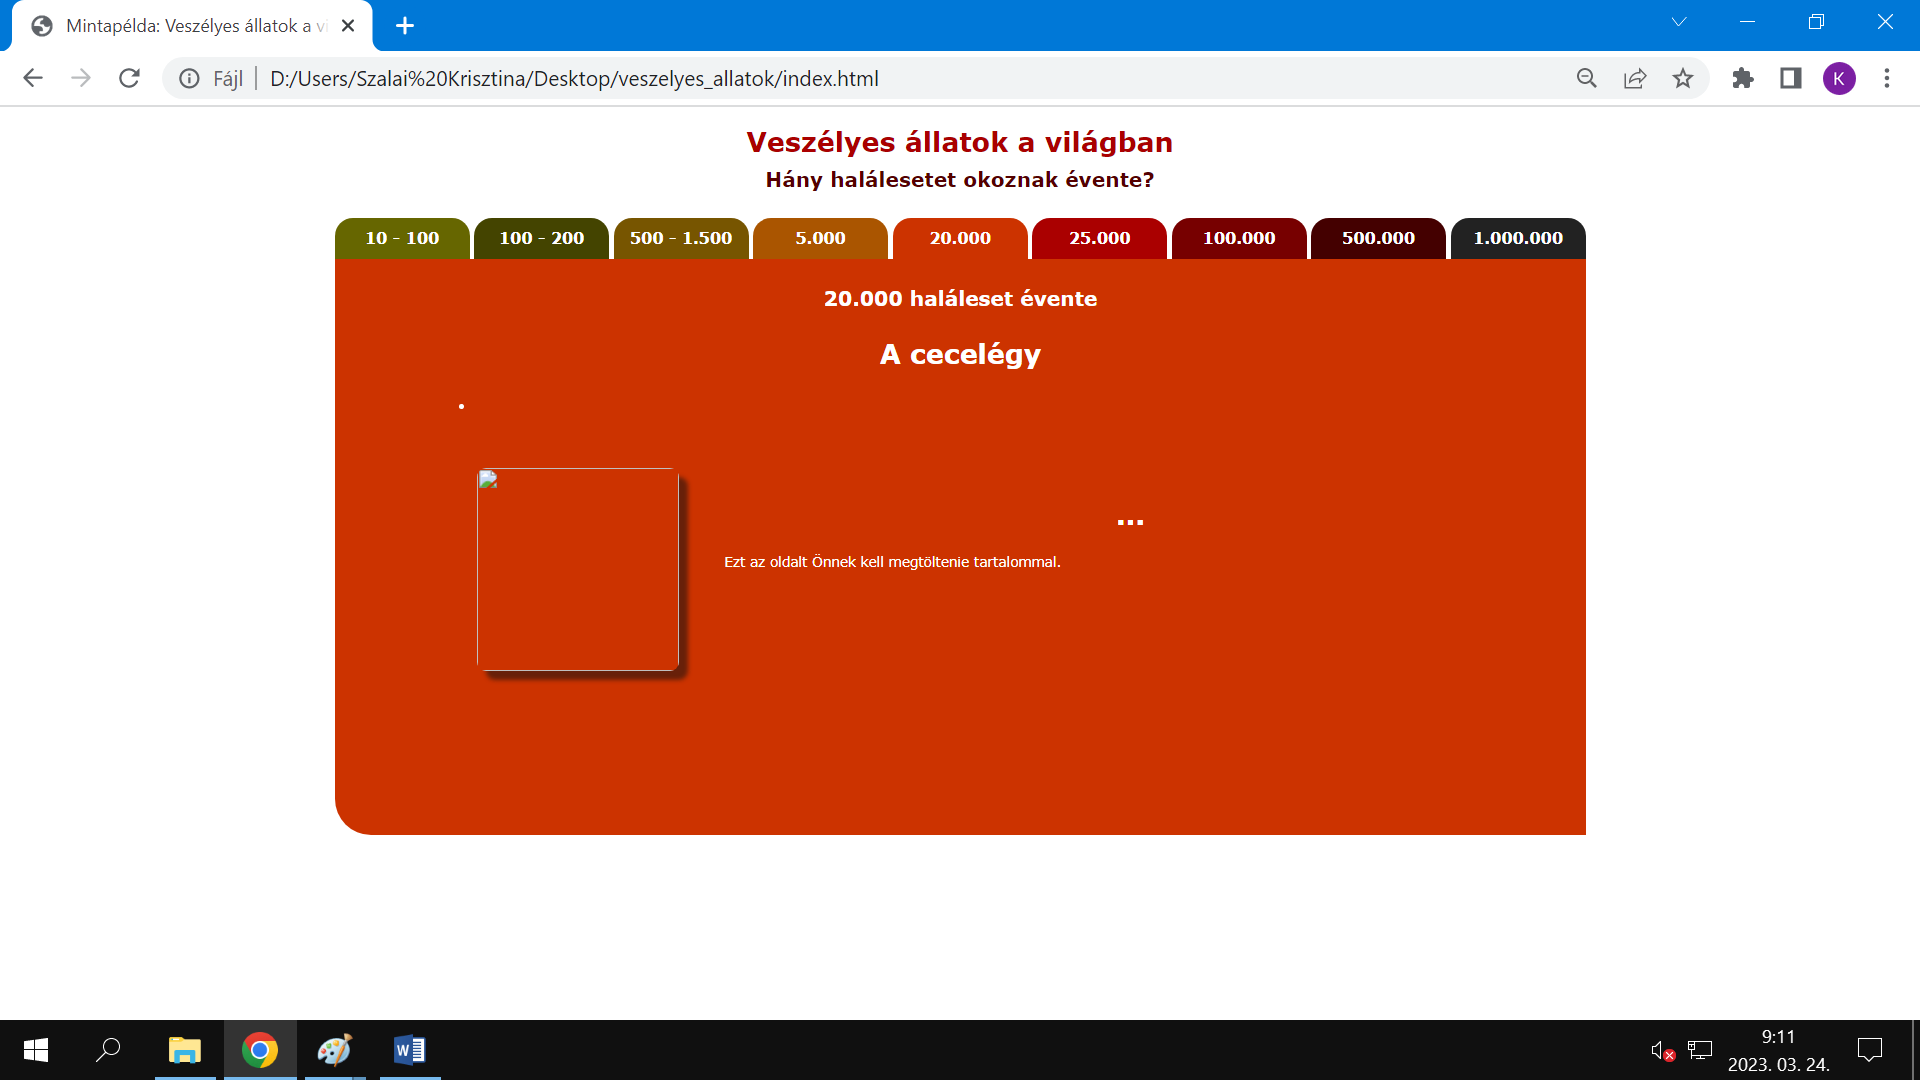 Mintapélda: Veszélyes állatok a vi
Fájl
D:/Users/Szalai%20Krisztina/Desktop/veszelyes_allatok/index.html
K
Veszélyes állatok a világban
Hány halálesetet okoznak évente?
10 - 100
100 - 200
500 - 1.500
5.000
20.000
25.000
100.000
500.000
1.000.000
20.000 haláleset évente
A cecelégy
...
Ezt az oldalt Önnek kell megtöltenie tartalommal.
W
9:11
2023. 03. 24.